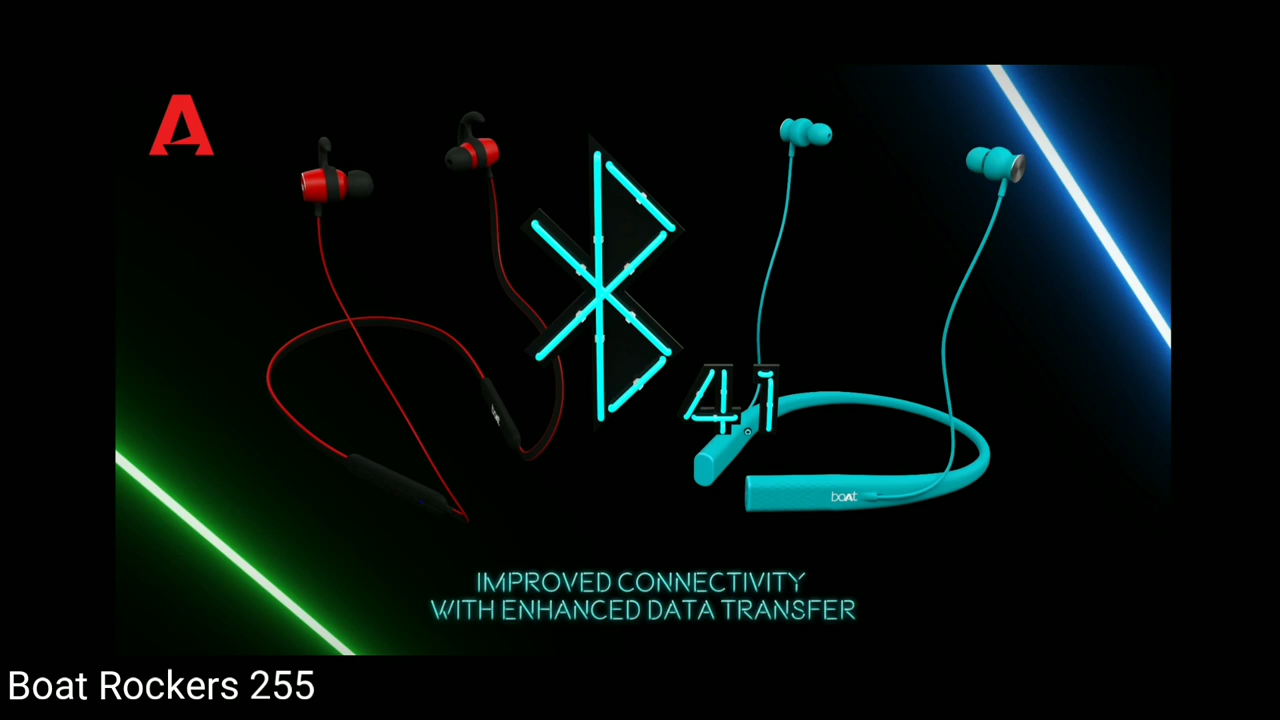 A
4.1
boAt
IMPROVED CONNECTIVITY
WITH ENHANCED DATA TRANSFER
Boat Rockers 255